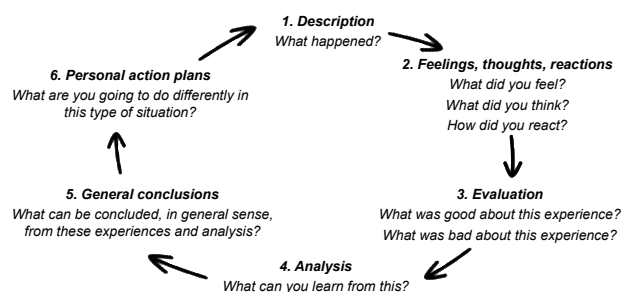 1. Description
What happened?
2. Feelings, thoughts, reactions
What did you feel?
What did you think?
How did you react?
3. Evaluation
What was good about this experience?
What was bad about this experience?
4. Analysis
What can you learn from this?
5. General conclusions
What can be concluded, in general sense,
from these experiences and analysis?
6. Personal action plans
What are you going to do differently in
this type of situation?